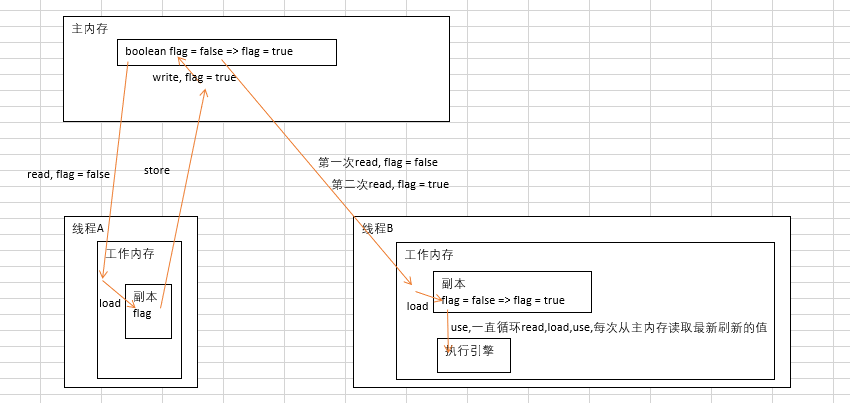 主内存
boolean flag = false => flag = true
write, flag = true
第一次read, flag = false
read, flag = false
store
第二次read, flag = true
线程A
线程B
工作内存
工作内存
副本
flag = false => flag = true
副本
flag
load
load
use,一直循环read,load,use,每次从主内存读取最新刷新的值
执行引擎